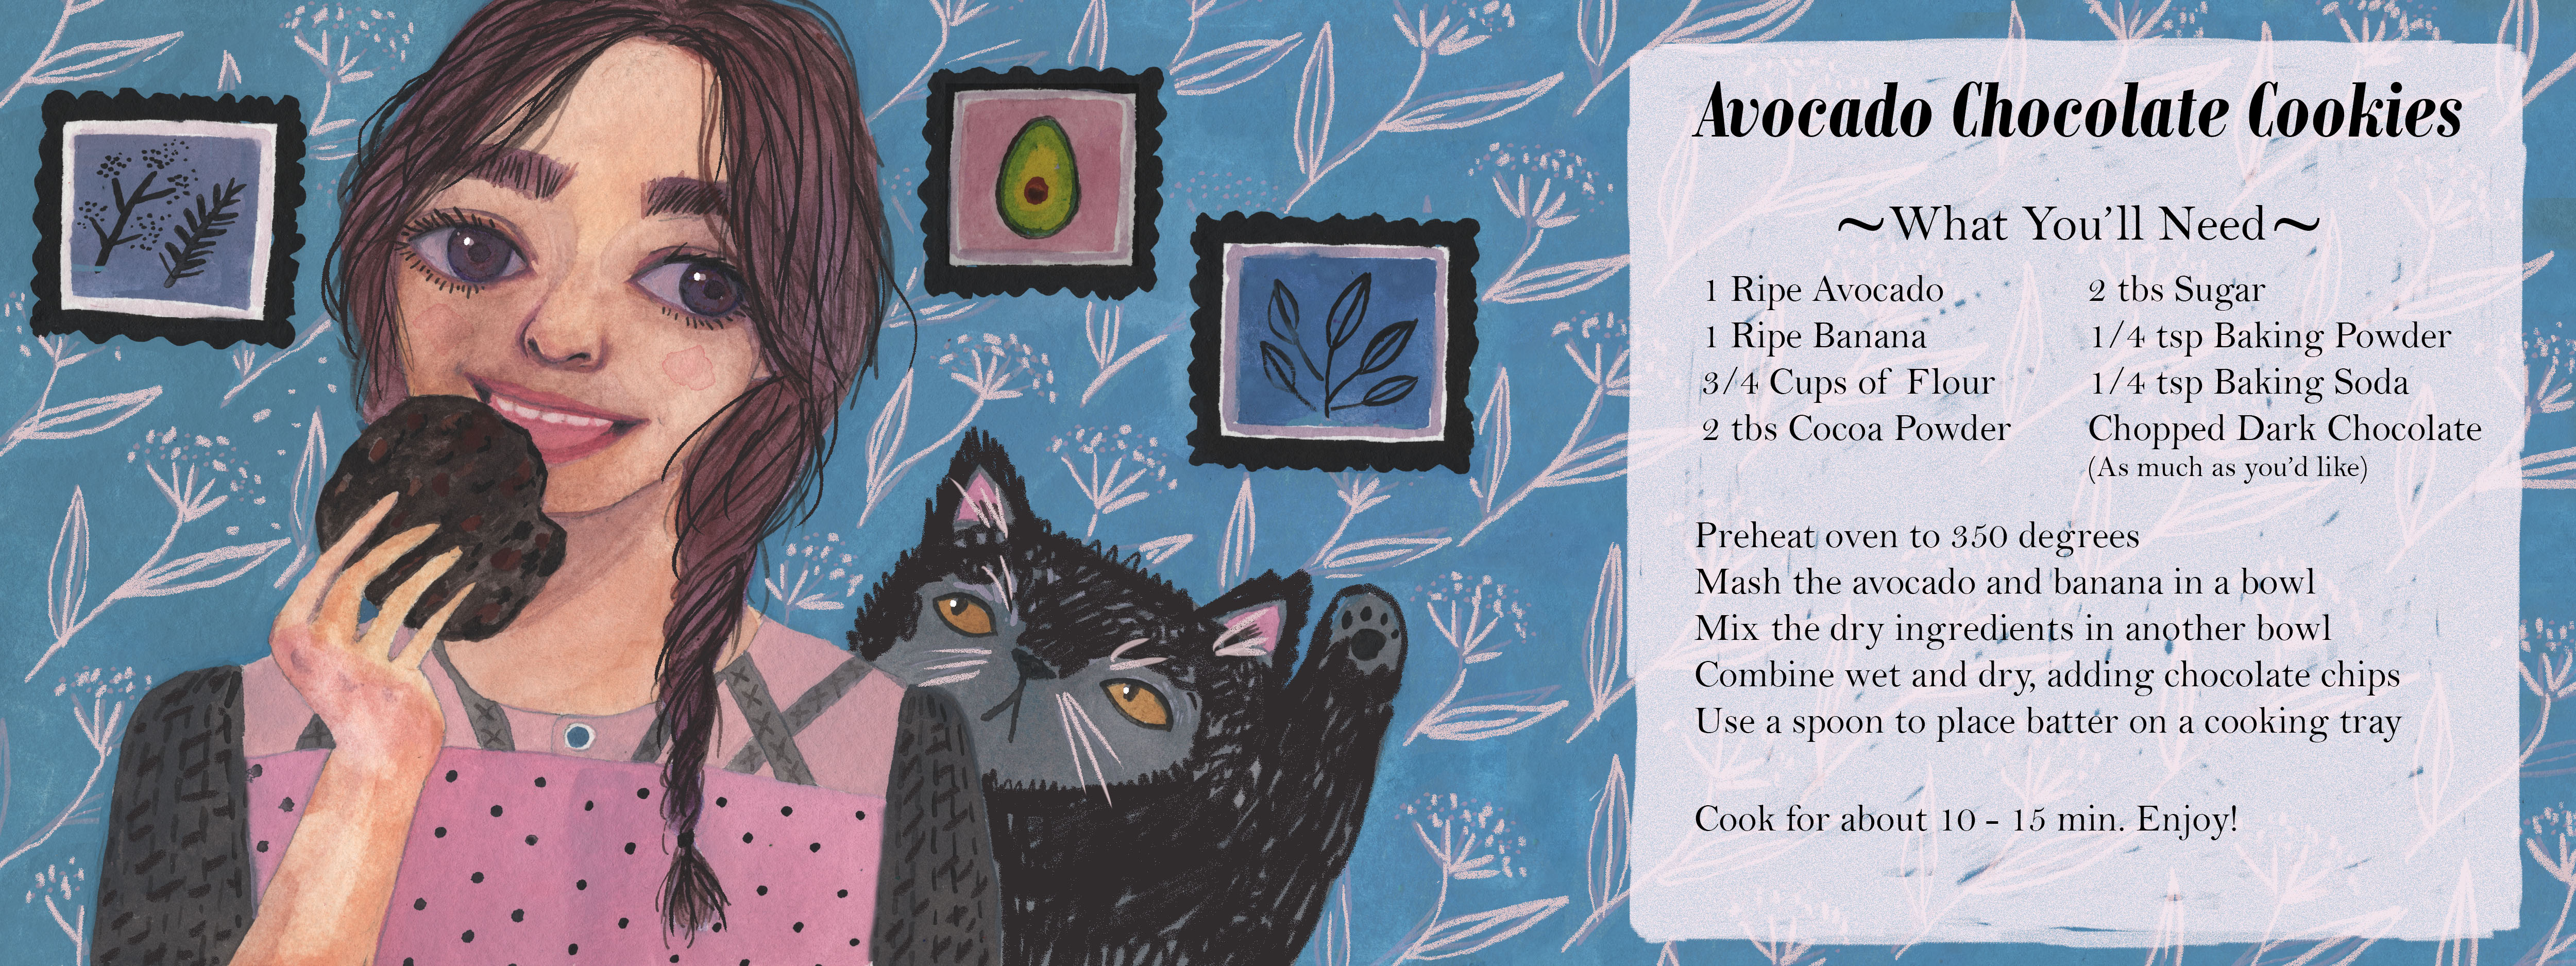 Avocado Chocolate Cookies
~What You'll Need~
1 Ripe Avocado
1 Ripe Banana
3/4 Cups of Flour
2 tbs Cocoa Powder
2 tbs Sugar
1/4 tsp Baking Powder
1/4 tsp Baking Soda
Chopped Dark Chocolate
(As much as you'd like)
Preheat oven to 350 degrees
Mash the avocado and banana in a bowl
Mix the dry ingredients in another bowl
Combine wet and dry, adding chocolate chips
Use a spoon to place batter on a cooking tray
Cook for about 10 - 15 min. Enjoy!